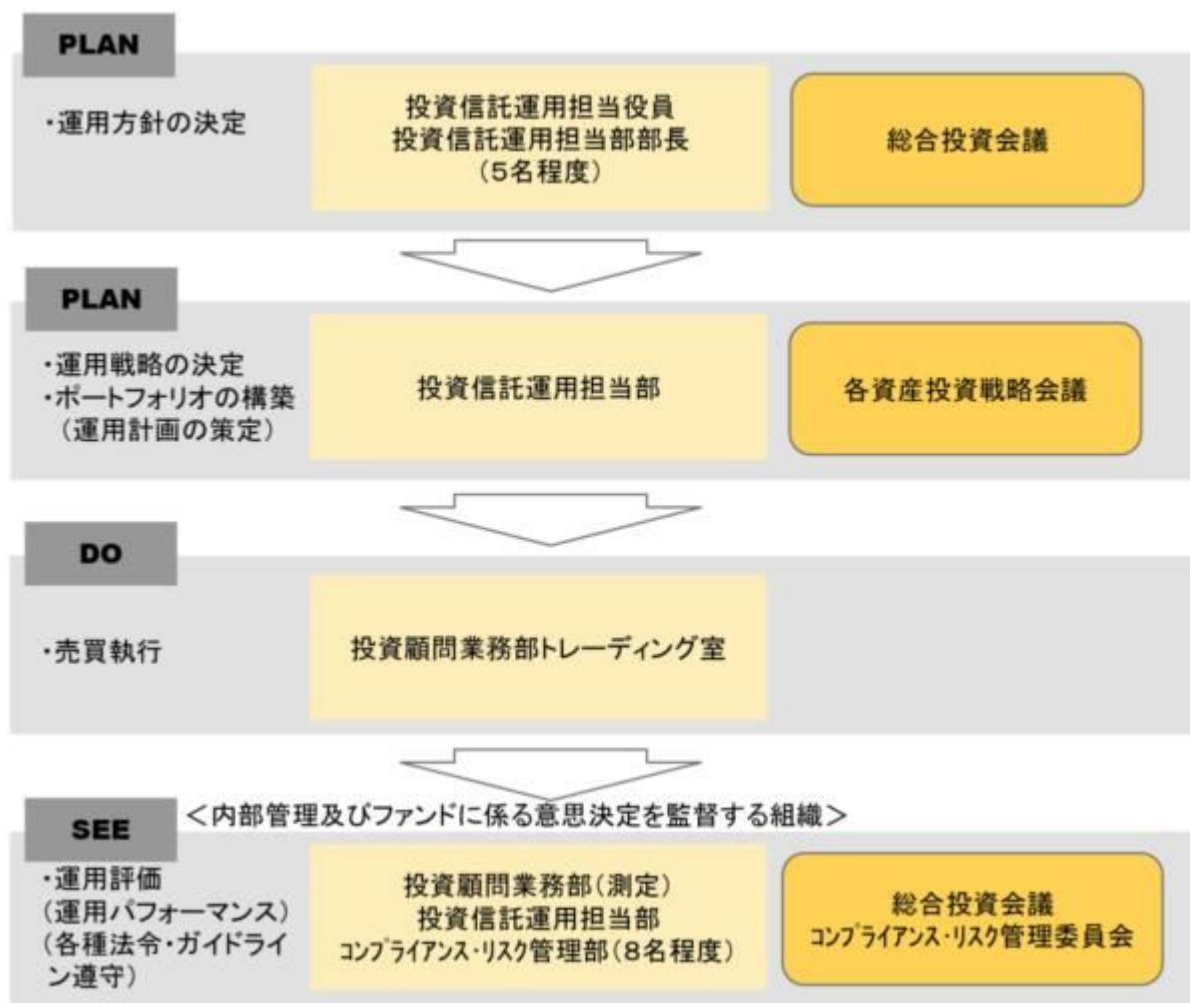 PLAN
・運用方針の決定
投資信託運用担当役員
投資信託運用担当部部長
(5名程度)
総合投資会議
PLAN
・運用戦略の決定
・ポートフォリオの構築
(運用計画の策定)
投資信託運用担当部
各資産投資戦略会議
DO
・売買執行
投資顧問業務部トレーディング室
SEE
<内部管理及びファンドに係る意思決定を監督する組織>
・運用評価
(運用パフォーマンス)
(各種法令・ガイドライ
ン遵守)
投資顧問業務部(測定)
投資信託運用担当部
コンプライアンス・リスク管理部(8名程度)
総合投資会議
コンプライアンス・リスク管理委員会